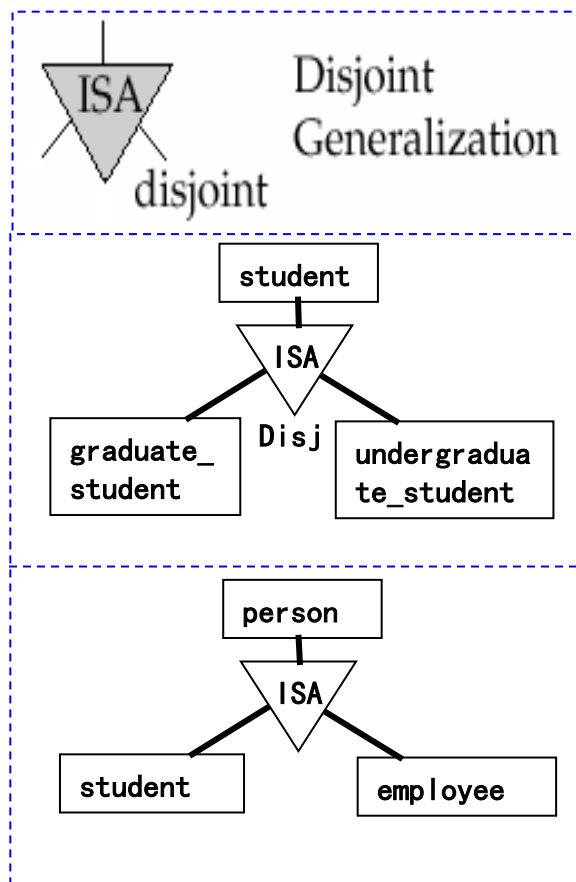 ISA
Disjoint
Generalization
disjoint
student
ISA
Disj
graduate_
student
undergradua
te_student
person
ISA
student
employee